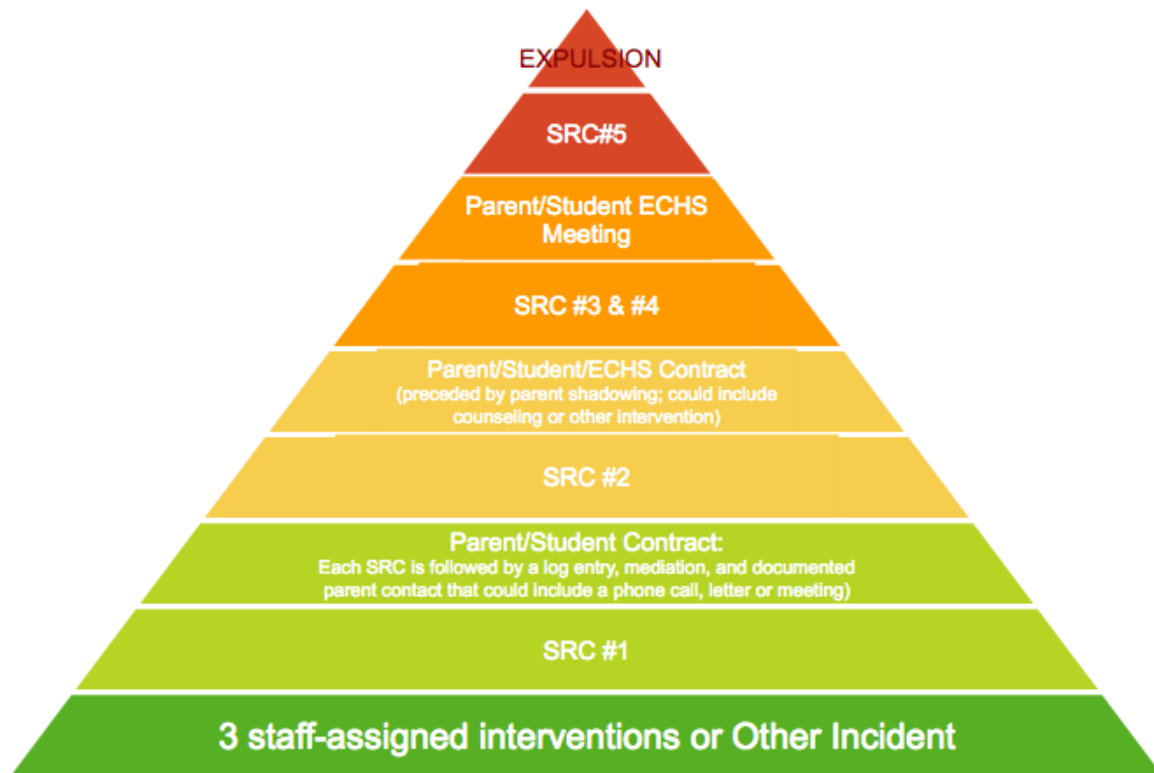 EXPULSION
SRC#5
Parent/Student ECHS
Meeting
SRC #3 & #4
Parent/Student/ECHS Contract
(preceded by parent shadowing; could include
counseling or other intervention)
SRC #2
Parent/Student Contract:
Each SRC is followed by a log entry, mediation, and documented
parent contact that could include a phone call, letter or meeting)
SRC #1
3 staff-assigned interventions or Other Incident